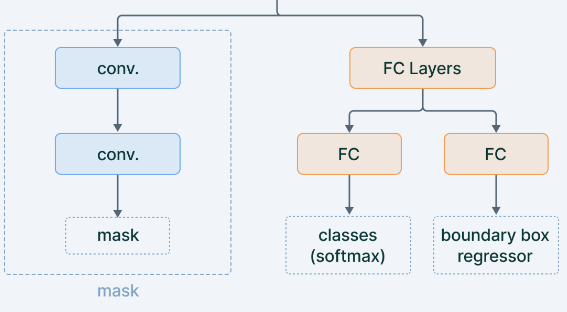 conv.
FC Layers
conv.
FC
FC
mask
classes
(softmax)
boundary box
regressor
mask